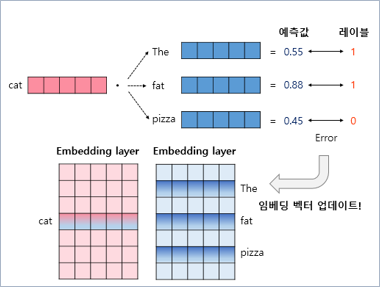 예측값 레이블
The = 0.55 1
cat fat = 0.88 1
pizza = 0.45 0
Error
Embedding layer Embedding layer
The
임베딩 벡터 업데이트!
cat fat
pizza